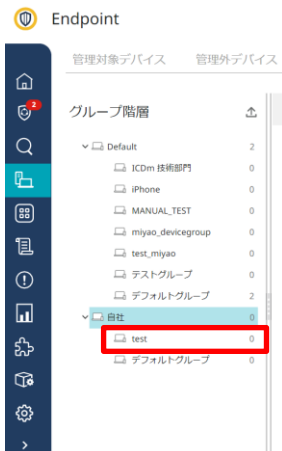 Endpoint
管理対象デバイス 管理外デバイス
2
グループ階層
Default 2
ICDm 技術部門 0
iPhone 0
MANUAL_TEST 0
miyao_devicegroup 0
test_miyao 0
テストグループ 0
デフォルトグループ 2
自社 0
test 0
デフォルトグループ 0